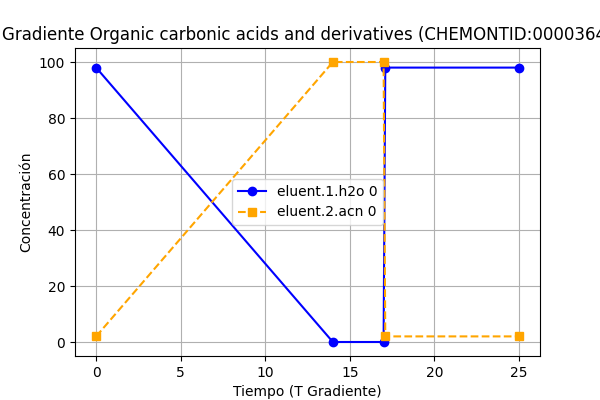 Gradiente Organic carbonic acids and derivatives (CHEMONTID:0000364
100
80
60
40
20
0
Concentración
eluent.1.h2o 0
eluent.2.acn 0
0 5 10 15 20 25
Tiempo (T Gradiente)